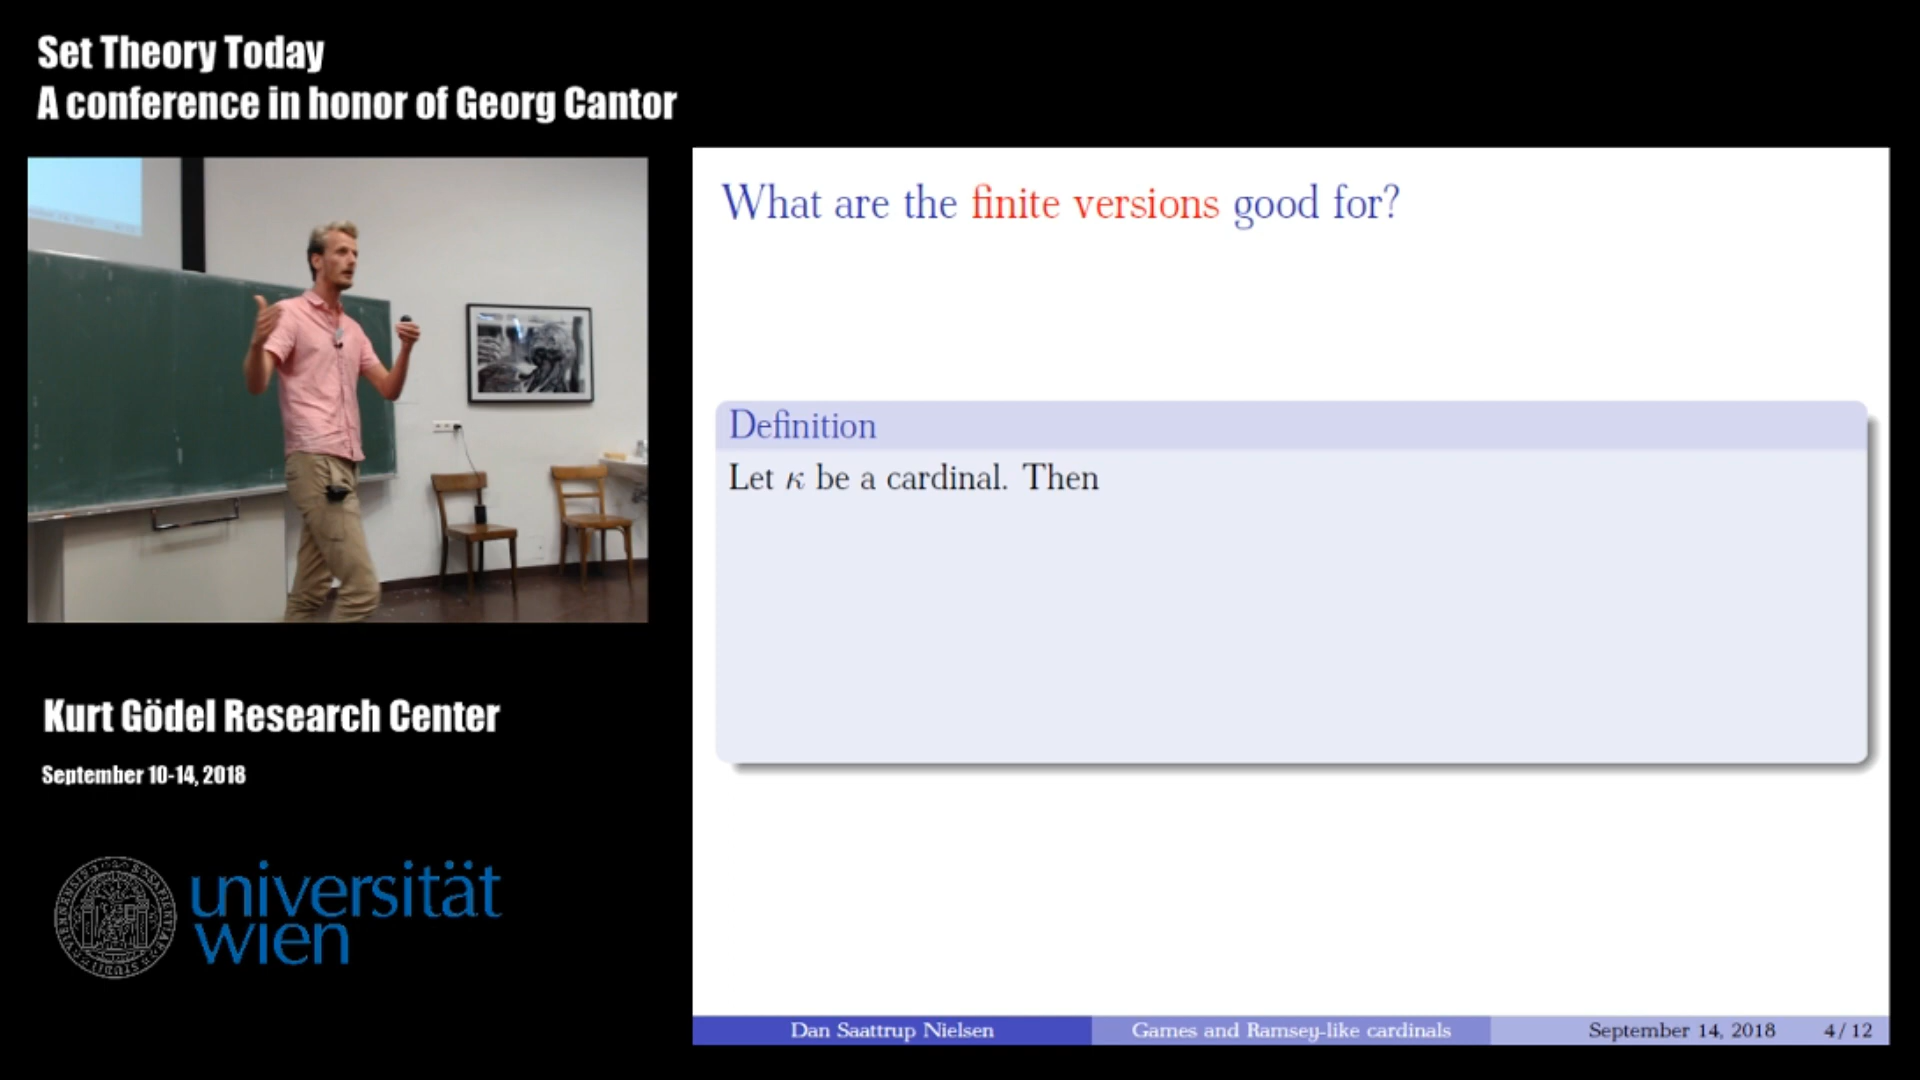 Set Theory Today
A conference in honor of Georg Cantor
What are the finite versions good for?
Definition
Let κ be a cardinal. Then
Kurt Gödel Research Center
September 10-14, 2018
universität
wien
Dan Saattrup Nielsen
Games and Ramsey-like cardinals
September 14, 2018
4 / 12